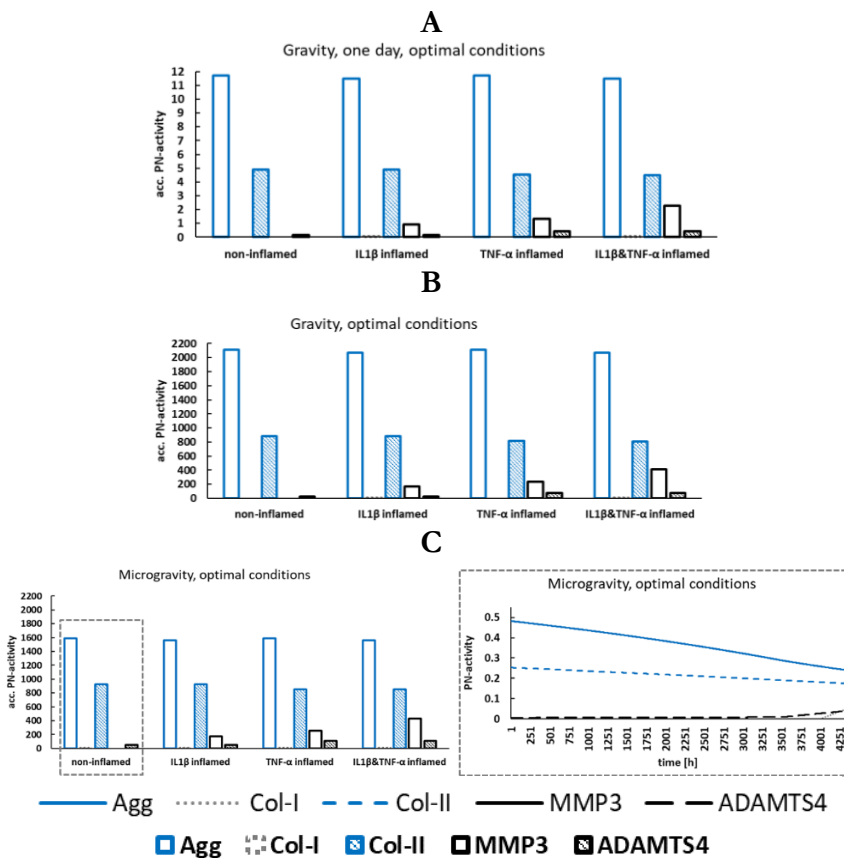 A
Gravity, one day, optimal conditions
acc. PN-activity
12
11
10
9
8
7
6
5
4
3
2
1
0
non-inflamed
IL1β inflamed
TNF-α inflamed
IL1β&TNF-α inflamed
B
Gravity, optimal conditions
acc. PN-activity
2200
2000
1800
1600
1400
1200
1000
800
600
400
200
0
non-inflamed
IL1β inflamed
TNF-α inflamed
IL1β&TNF-α inflamed
C
Microgravity, optimal conditions
acc. PN-acitivity
2200
2000
1800
1600
1400
1200
1000
800
600
400
200
0
non-inflamed
IL1β inflamed
TNF-α inflamed
IL1β&TNF-α inflamed
Microgravity, optimal conditions
PN-activity
0.5
0.4
0.3
0.2
0.1
0
1
251
501
751
1001
1251
1501
1751
2001
2251
2501
2751
3001
3251
3501
3751
4001
4251
time [h]
Agg Col-I Col-II MMP3 ADAMTS4
Agg Col-I Col-II MMP3 ADAMTS4